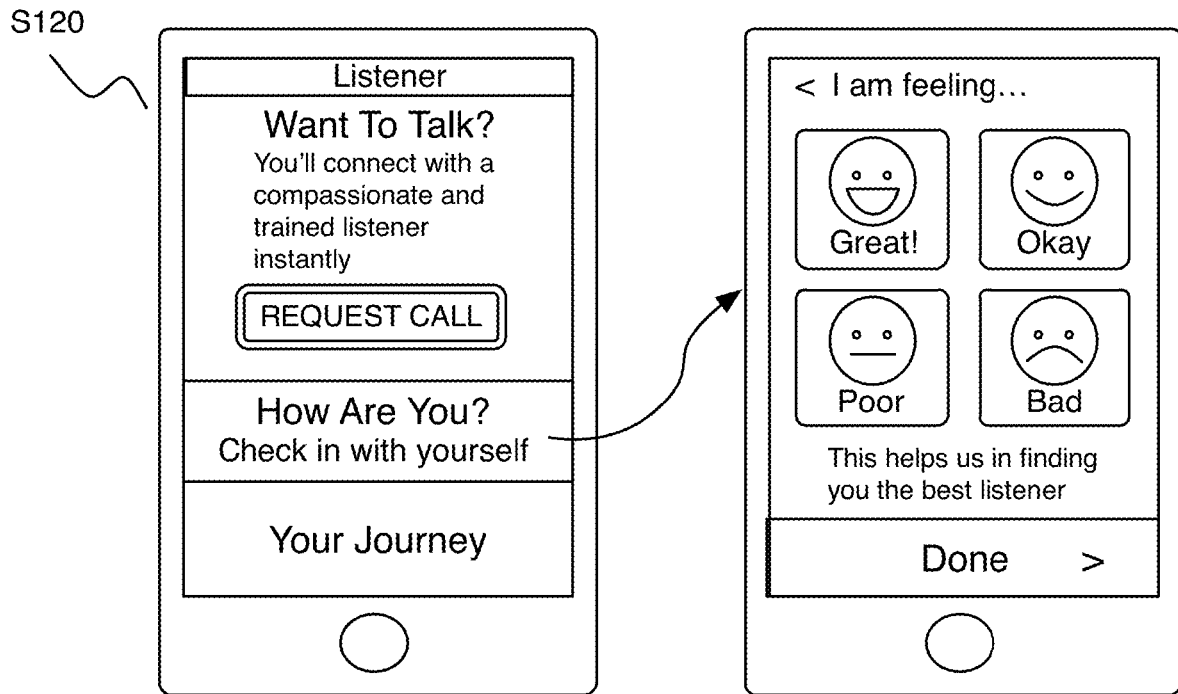 S120
Listener
Want To Talk?
You'll connect with a
compassionate and
trained listener
instantly
REQUEST CALL
How Are You?
Check in with yourself
Your Journey
< I am feeling...
Great!
Okay
Poor
Bad
This helps us in finding
you the best listener
Done >